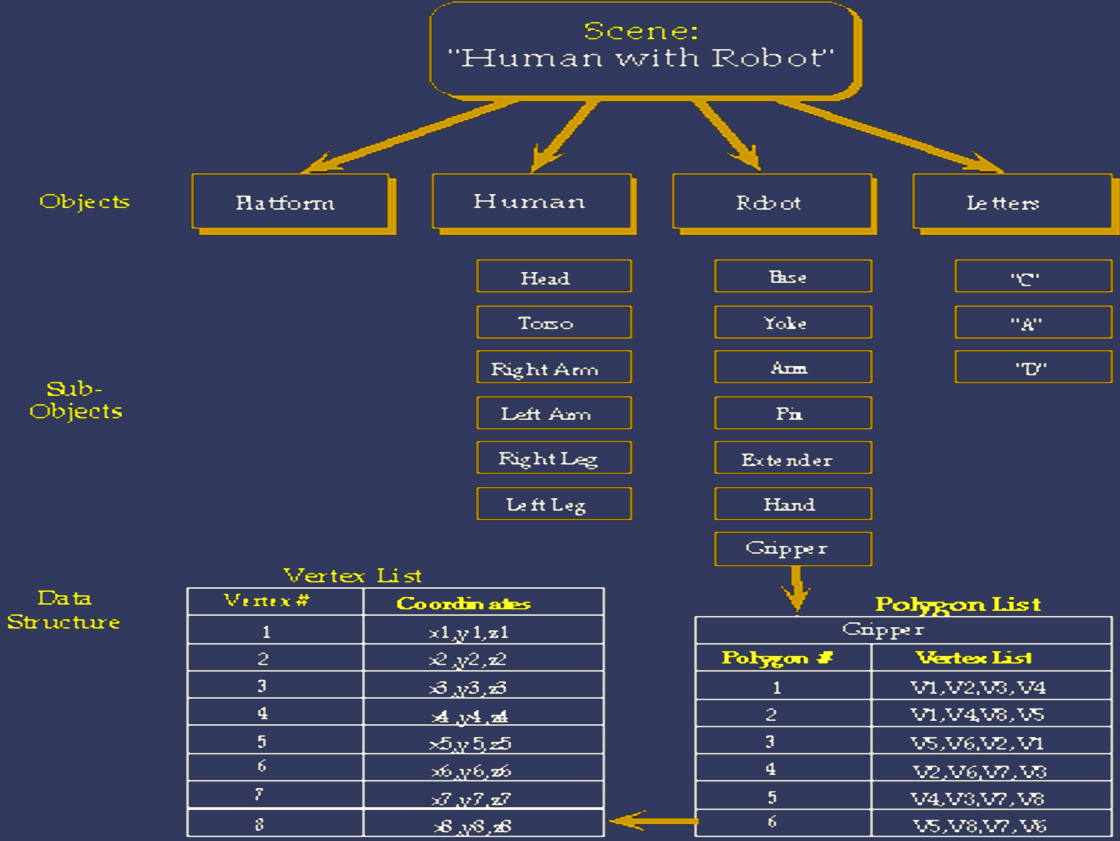 Scene:
"Human with Robot"
Objects
Platform
Human
Robot
Letters
Head
Base
"C"
Torso
Yoke
"A"
Right Arm
Arm
"D"
Sub-
Objects
Left Arm
Pin
Right Leg
Extender
Left Leg
Hand
Gripper
Data
Structure
Vertex List
Vertex # Coordinates
1 x1,y1,z1
2 x2,y2,z2
3 x3,y3,z3
4 x4,y4,z4
5 x5,y5,z5
6 x6,y6,z6
7 x7,y7,z7
8 x8,y8,z8
Polygon List
Gripper
Polygon # Vertex List
1 V1,V2,V3,V4
2 V1,V4,V8,V5
3 V5,V6,V2,V1
4 V2,V6,V7,V3
5 V4,V3,V7,V8
6 V5,V8,V7,V6